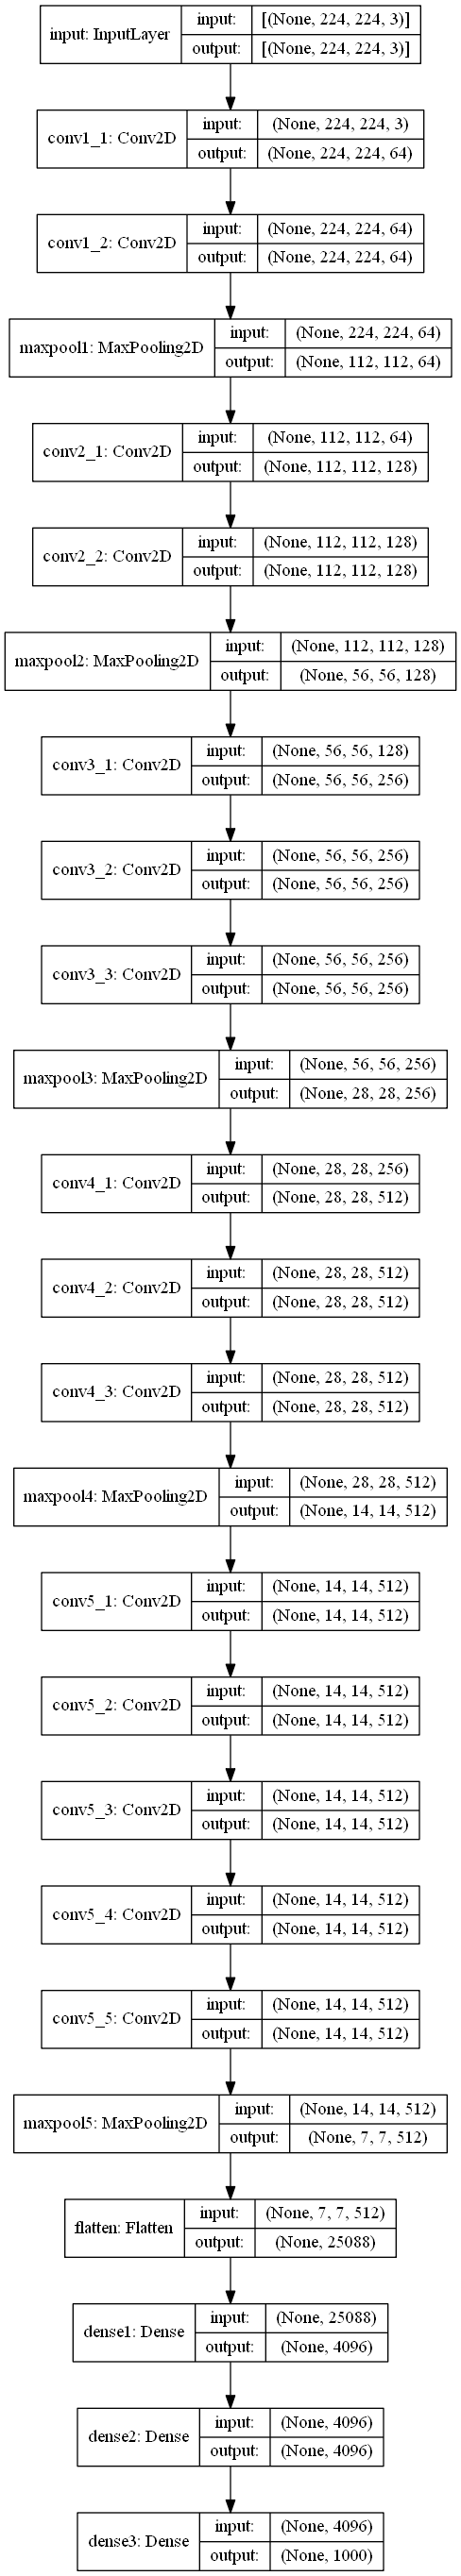 input: InputLayer
input:
[(None, 224, 224, 3)]
output:
[(None, 224, 224, 3)]
conv1_1: Conv2D
input:
(None, 224, 224, 3)
output:
(None, 224, 224, 64)
conv1_2: Conv2D
input:
(None, 224, 224, 64)
output:
(None, 224, 224, 64)
maxpool1: MaxPooling2D
input:
(None, 224, 224, 64)
output:
(None, 112, 112, 64)
conv2_1: Conv2D
input:
(None, 112, 112, 64)
output:
(None, 112, 112, 128)
conv2_2: Conv2D
input:
(None, 112, 112, 128)
output:
(None, 112, 112, 128)
maxpool2: MaxPooling2D
input:
(None, 112, 112, 128)
output:
(None, 56, 56, 128)
conv3_1: Conv2D
input:
(None, 56, 56, 128)
output:
(None, 56, 56, 256)
conv3_2: Conv2D
input:
(None, 56, 56, 256)
output:
(None, 56, 56, 256)
conv3_3: Conv2D
input:
(None, 56, 56, 256)
output:
(None, 56, 56, 256)
maxpool3: MaxPooling2D
input:
(None, 56, 56, 256)
output:
(None, 28, 28, 256)
conv4_1: Conv2D
input:
(None, 28, 28, 256)
output:
(None, 28, 28, 512)
conv4_2: Conv2D
input:
(None, 28, 28, 512)
output:
(None, 28, 28, 512)
conv4_3: Conv2D
input:
(None, 28, 28, 512)
output:
(None, 28, 28, 512)
maxpool4: MaxPooling2D
input:
(None, 28, 28, 512)
output:
(None, 14, 14, 512)
conv5_1: Conv2D
input:
(None, 14, 14, 512)
output:
(None, 14, 14, 512)
conv5_2: Conv2D
input:
(None, 14, 14, 512)
output:
(None, 14, 14, 512)
conv5_3: Conv2D
input:
(None, 14, 14, 512)
output:
(None, 14, 14, 512)
conv5_4: Conv2D
input:
(None, 14, 14, 512)
output:
(None, 14, 14, 512)
conv5_5: Conv2D
input:
(None, 14, 14, 512)
output:
(None, 14, 14, 512)
maxpool5: MaxPooling2D
input:
(None, 14, 14, 512)
output:
(None, 7, 7, 512)
flatten: Flatten
input:
(None, 7, 7, 512)
output:
(None, 25088)
dense1: Dense
input:
(None, 25088)
output:
(None, 4096)
dense2: Dense
input:
(None, 4096)
output:
(None, 4096)
dense3: Dense
input:
(None, 4096)
output:
(None, 1000)